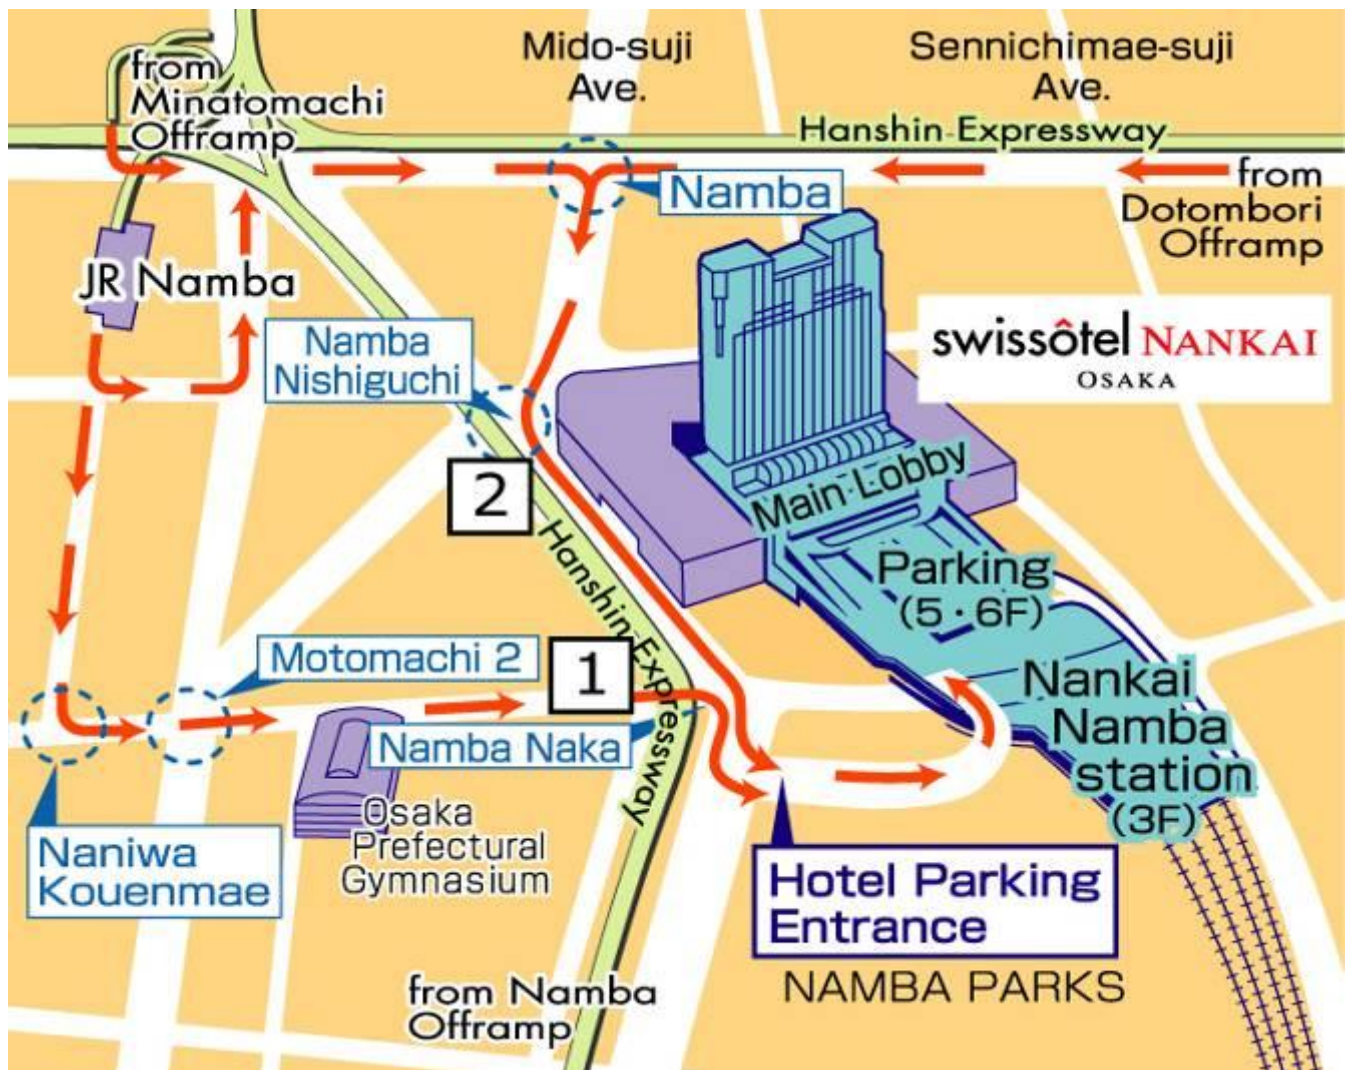 Mido-suji
Ave.
Sennichimae-suji
Ave.
from
Minatomachi
Offramp
Hanshin Expressway
Namba
from
Dotombori
Offramp
JR Namba
Namba
Nishiguchi
swissôtel NANKAI
OSAKA
2
Main Lobby
Hanshin Expressway
Parking
(5・6F)
Motomachi 2
1
Nankai
Namba
station
(3F)
Namba Naka
Osaka
Prefectural
Gymnasium
Naniwa
Kouenmae
Hotel Parking
Entrance
NAMBA PARKS
from Namba
Offramp